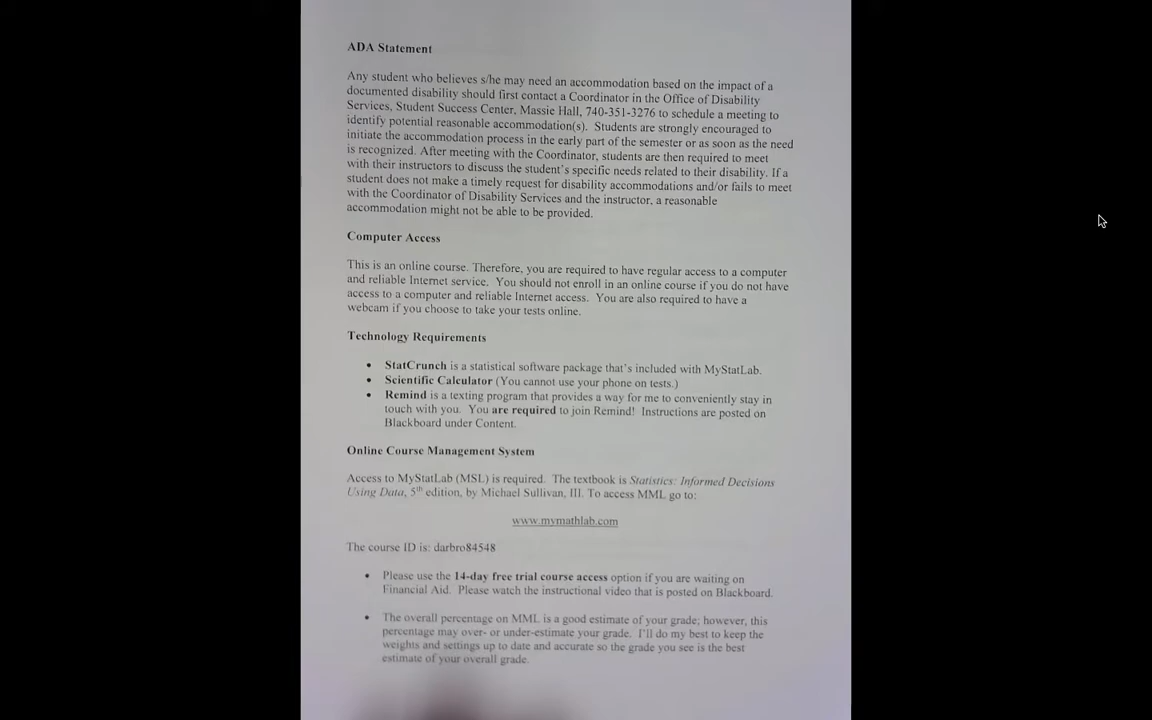 ADA Statement
Any student who believes s/he may need an accommodation based on the impact of a
documented disability should first contact a Coordinator in the Office of Disability
Services, Student Success Center, Massie Hall, 740-351-3276 to schedule a meeting to
identify potential reasonable accommodation(s). Students are strongly encouraged to
initiate the accommodation process in the early part of the semester or as soon as the need
is recognized. After meeting with the Coordinator, students are then required to meet
with their instructors to discuss the student's specific needs related to their disability. If a
student does not make a timely request for disability accommodations and/or fails to meet
with the Coordinator of Disability Services and the instructor, a reasonable
accommodation might not be able to be provided.
Computer Access
This is an online course. Therefore, you are required to have regular access to a computer
and reliable Internet service. You should not enroll in an online course if you do not have
access to a computer and reliable Internet access. You are also required to have a
webcam if you choose to take your tests online.
Technology Requirements
• StatCrunch is a statistical software package that's included with MyStatLab.
• Scientific Calculator (You cannot use your phone on tests.)
• Remind is a texting program that provides a way for me to conveniently stay in
touch with you. You are required to join Remind! Instructions are posted on
Blackboard under Content.
Online Course Management System
Access to MyStatLab (MSL) is required. The textbook is Statistics: Informed Decisions
Using Data, 5th edition, by Michael Sullivan, III. To access MML go to:
www.mymathlab.com
The course ID is: darbro84548
• Please use the 14-day free trial course access option if you are waiting on
Financial Aid. Please watch the instructional video that is posted on Blackboard.
• The overall percentage on MML is a good estimate of your grade; however, this
percentage may over- or under-estimate your grade. I'll do my best to keep the
weights and settings up to date and accurate so the grade you see is the best
estimate of your overall grade.